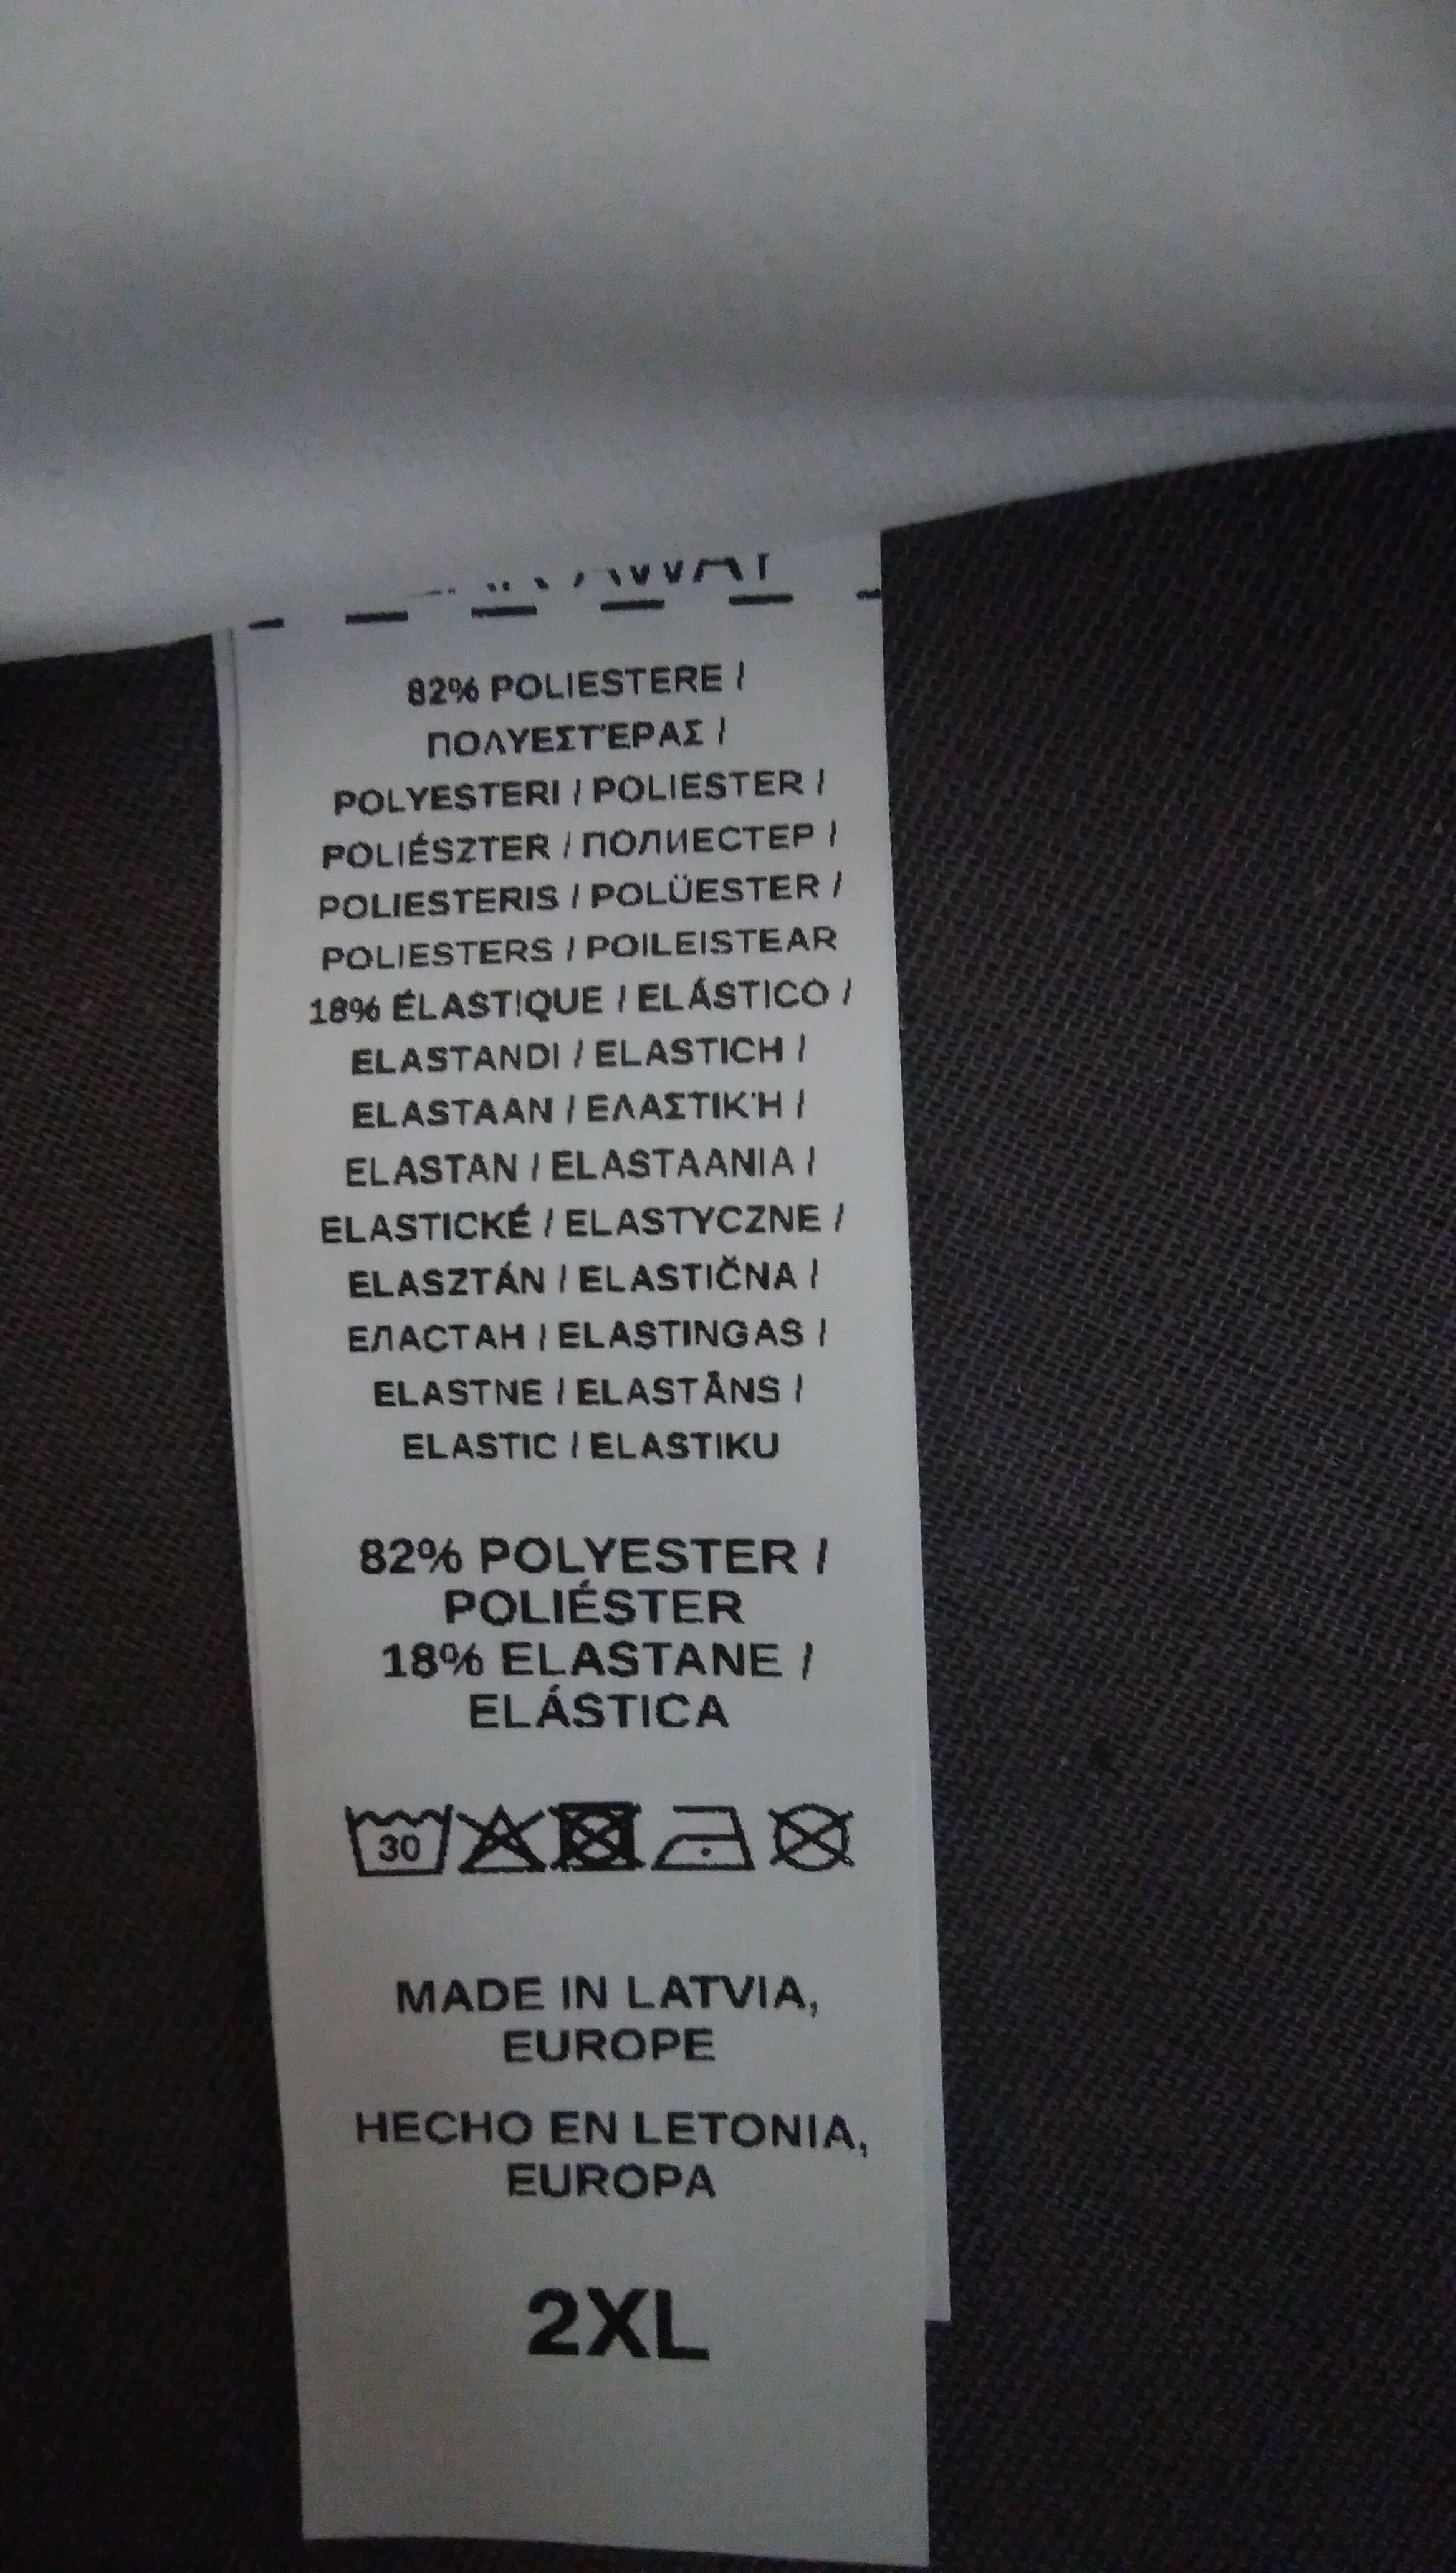 82% POLIESTERE /
ΠΟΛΥΕΣΤΈΡΑΣ /
POLYESTERI / POLIESTER /
POLIÉSZTER / ПОЛИЕСТЕР /
POLIESTERIS / POLÜESTER /
POLIESTERS / POILEISTEAR
18% ÉLASTIQUE / ELÁSTICO /
ELASTANDI / ELASTICH /
ELASTAAN / ΕΛΑΣΤΙΚΉ /
ELASTAN / ELASTAANIA /
ELASTICKÉ / ELASTYCZNE /
ELASZTÁN / ELASTIČNA /
ЕЛАСТАН / ELASTINGAS /
ELASTNE / ELASTĀNS /
ELASTIC / ELASTIKU
82% POLYESTER /
POLIÉSTER
18% ELASTANE /
ELÁSTICA
30
MADE IN LATVIA,
EUROPE
HECHO EN LETONIA,
EUROPA
2XL